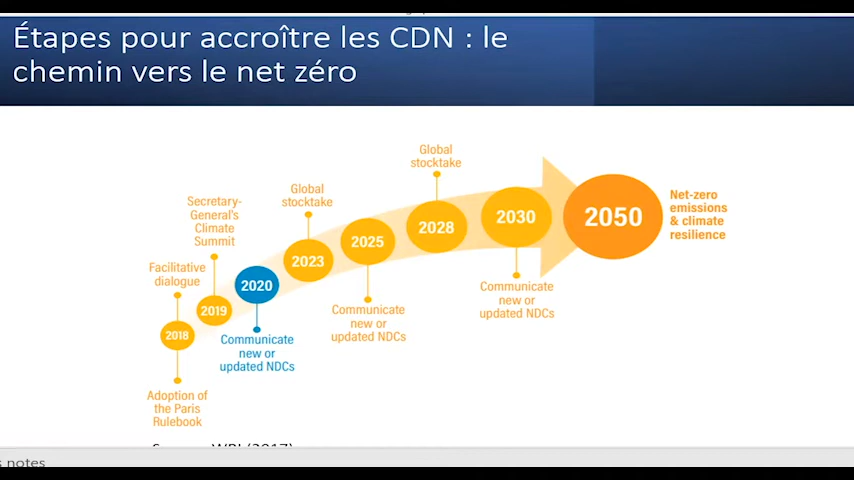 Étapes pour accroître les CDN : le
chemin vers le net zéro
Global
stocktake
Global
stocktake
Secretary-
General's
Climate
Summit
Facilitative
dialogue
2018
2019
2020
2023
2025
2028
2030
2050
Net-zero
emissions
& climate
resilience
Communicate
new or
updated NDCs
Communicate
new or
updated NDCs
Communicate
new or
updated NDCs
Adoption of
the Paris
Rulebook
notes